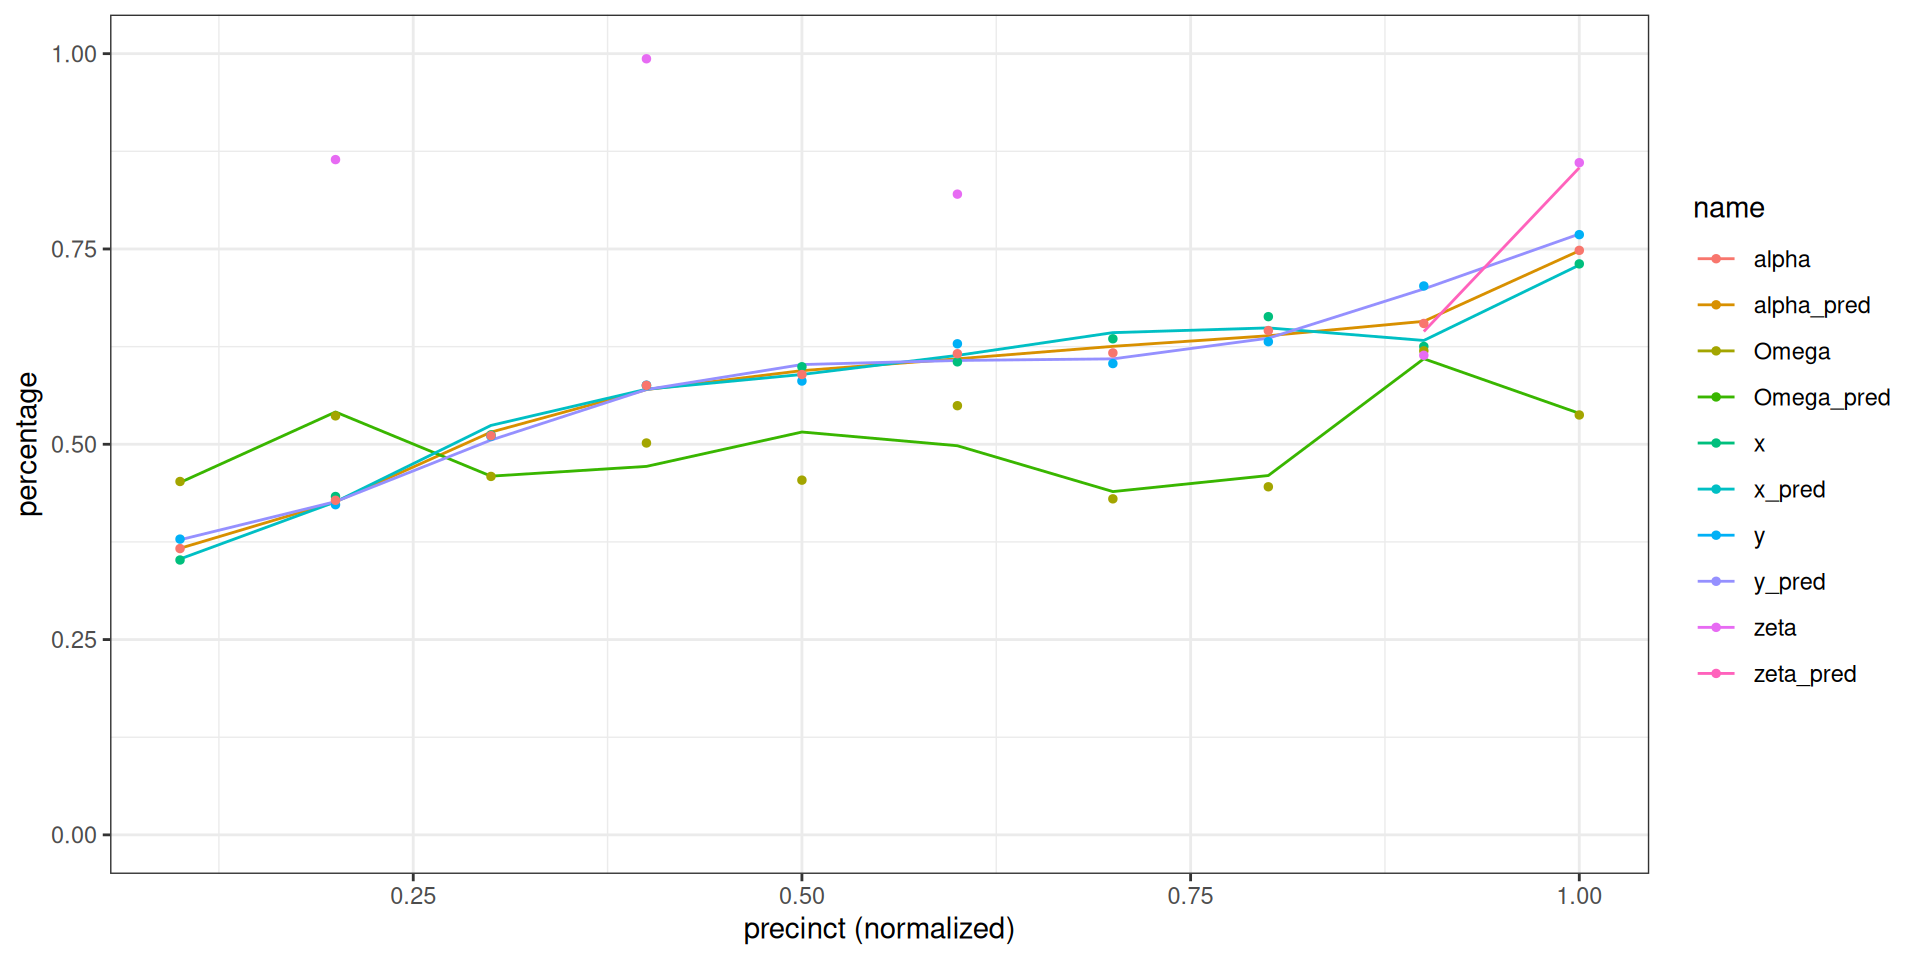 1.00
0.75
0.50
0.25
0.00
percentage
0.25
0.50
0.75
1.00
precinct (normalized)
name
alpha
alpha_pred
Omega
Omega_pred
x
x_pred
y
y_pred
zeta
zeta_pred